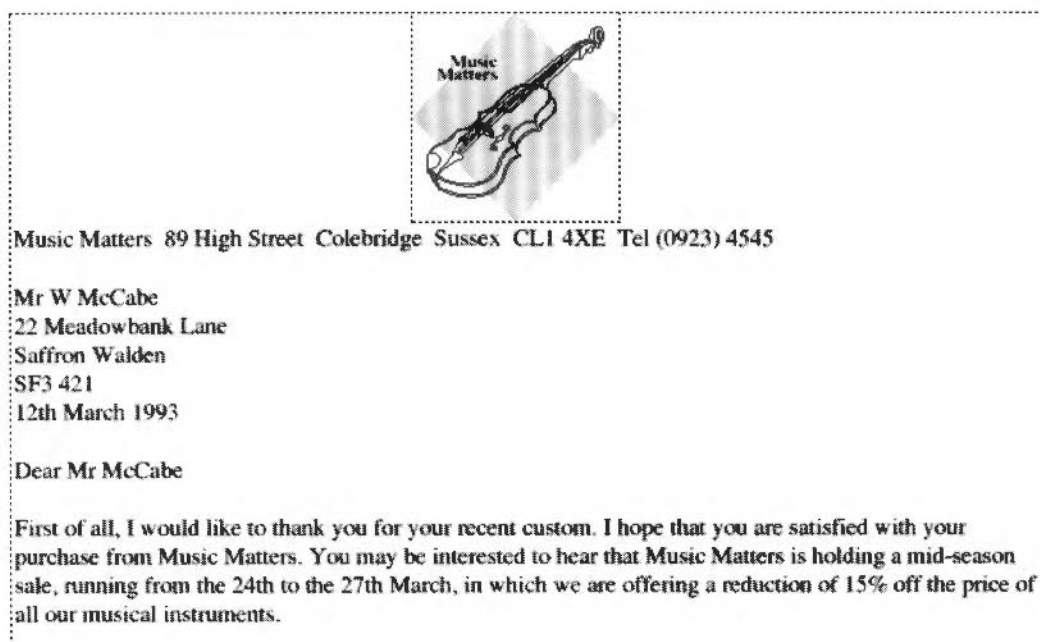 Music
Matters
Music Matters 89 High Street Colebridge Sussex CL1 4XE Tel (0923) 4545
Mr W McCabe
22 Meadowbank Lane
Saffron Walden
SF3 421
12th March 1993
Dear Mr McCabe
First of all, I would like to thank you for your recent custom. I hope that you are satisfied with your
purchase from Music Matters. You may be interested to hear that Music Matters is holding a mid-season
sale, running from the 24th to the 27th March, in which we are offering a reduction of 15% off the price of
all our musical instruments.